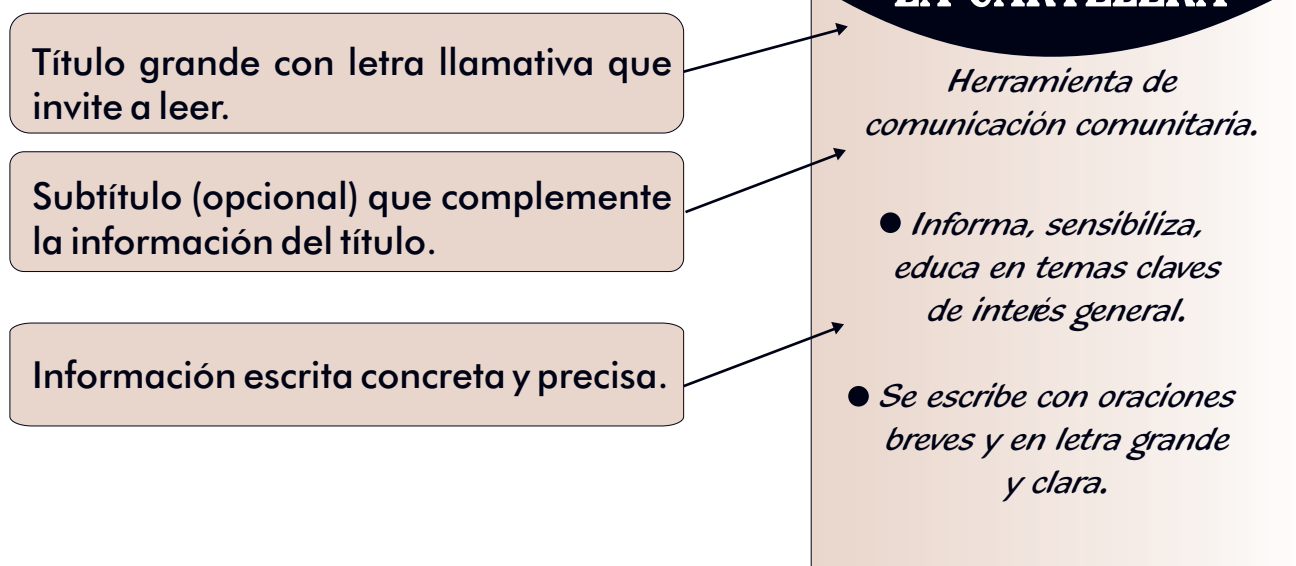 LA CARTELERA
Título grande con letra llamativa que
invite a leer.
Subtítulo (opcional) que complemente
la información del título.
Información escrita concreta y precisa.
Herramienta de
comunicación comunitaria.
● Informa, sensibiliza,
educa en temas claves
de interés general.
● Se escribe con oraciones
breves y en letra grande
y clara.